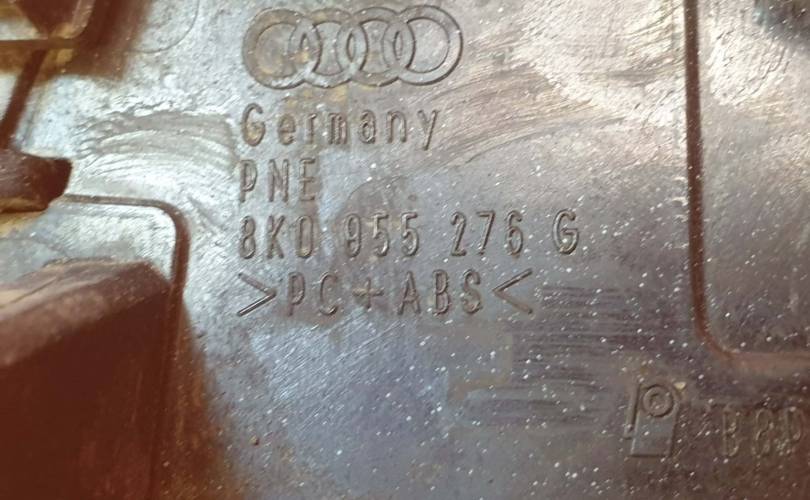 Germany
PNE
8K0 955 276 G
>PC+ABS<